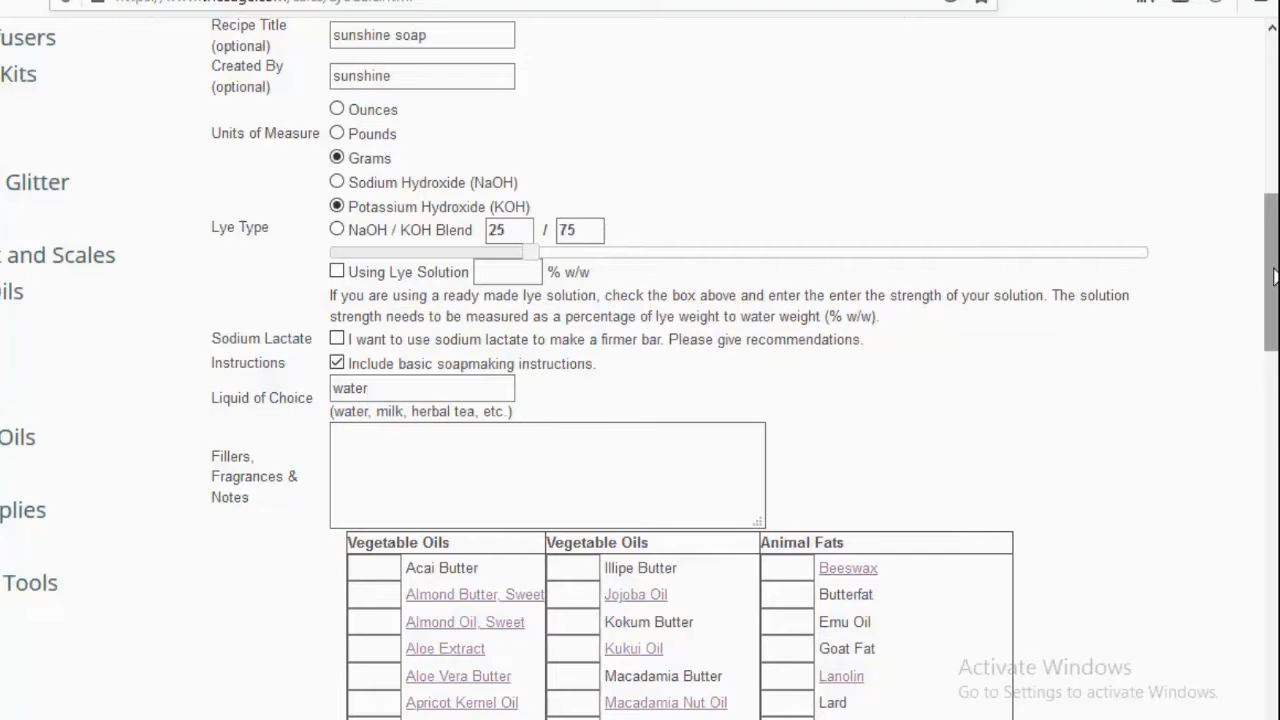 Recipe Title
(optional)
sunshine soap
Created By
(optional)
sunshine
Units of Measure
Ounces
Pounds
Grams
Lye Type
Sodium Hydroxide (NaOH)
Potassium Hydroxide (KOH)
NaOH / KOH Blend 25 / 75
Using Lye Solution % w/w
If you are using a ready made lye solution, check the box above and enter the enter the strength of your solution. The solution
strength needs to be measured as a percentage of lye weight to water weight (% w/w).
Sodium Lactate I want to use sodium lactate to make a firmer bar. Please give recommendations.
Instructions Include basic soapmaking instructions.
Liquid of Choice
water
(water, milk, herbal tea, etc.)
Fillers,
Fragrances &
Notes
Vegetable Oils Vegetable Oils Animal Fats
Acai Butter Illipe Butter Beeswax
Almond Butter, Sweet Jojoba Oil Butterfat
Almond Oil, Sweet Kokum Butter Emu Oil
Aloe Extract Kukui Oil Goat Fat
Aloe Vera Butter Macadamia Butter Lanolin
Apricot Kernel Oil Macadamia Nut Oil Lard
fusers
Kits
Glitter
and Scales
ils
Oils
plies
Tools
Activate Windows
Go to Settings to activate Windows.